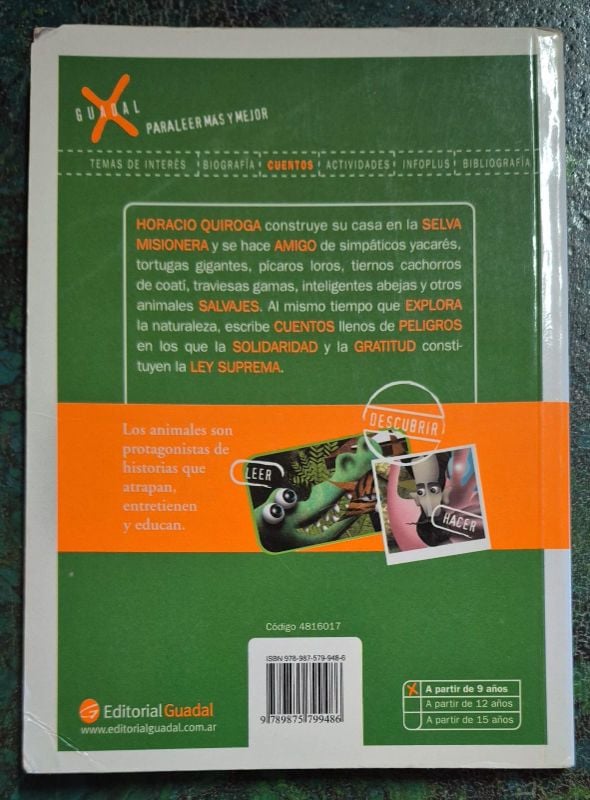 GUADAL
PARA LEER MÁS Y MEJOR
TEMAS DE INTERÉS BIOGRAFÍA CUENTOS ACTIVIDADES INFOPLUS BIBLIOGRAFÍA
HORACIO QUIROGA construye su casa en la SELVA
MISIONERA y se hace AMIGO de simpáticos yacarés,
tortugas gigantes, pícaros loros, tiernos cachorros
de coatí, traviesas gamas, inteligentes abejas y otros
animales SALVAJES. Al mismo tiempo que EXPLORA
la naturaleza, escribe CUENTOS llenos de PELIGROS
en los que la SOLIDARIDAD y la GRATITUD consti-
tuyen la LEY SUPREMA.
Los animales son
protagonistas de
historias que
atrapan,
entretienen
y educan.
DESCUBRIR
LEER
HACER
Código 4816017
ISBN 978-987-579-948-6
9 789875 799486
Editorial Guadal
www.editorialguadal.com.ar
X A partir de 9 años
A partir de 12 años
A partir de 15 años